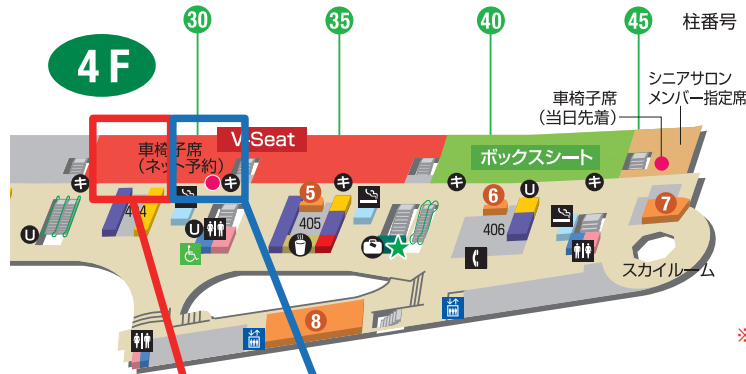 30
35
40
45
柱番号
4F
シニアサロン
メンバー指定席
車椅子席
(当日先着)
V-Seat
車椅子席
(ネット予約)
ボックスシート
キ
キ
キ
キ
キ
5
6
7
U
404
405
406
U
U
スカイルーム
8
※